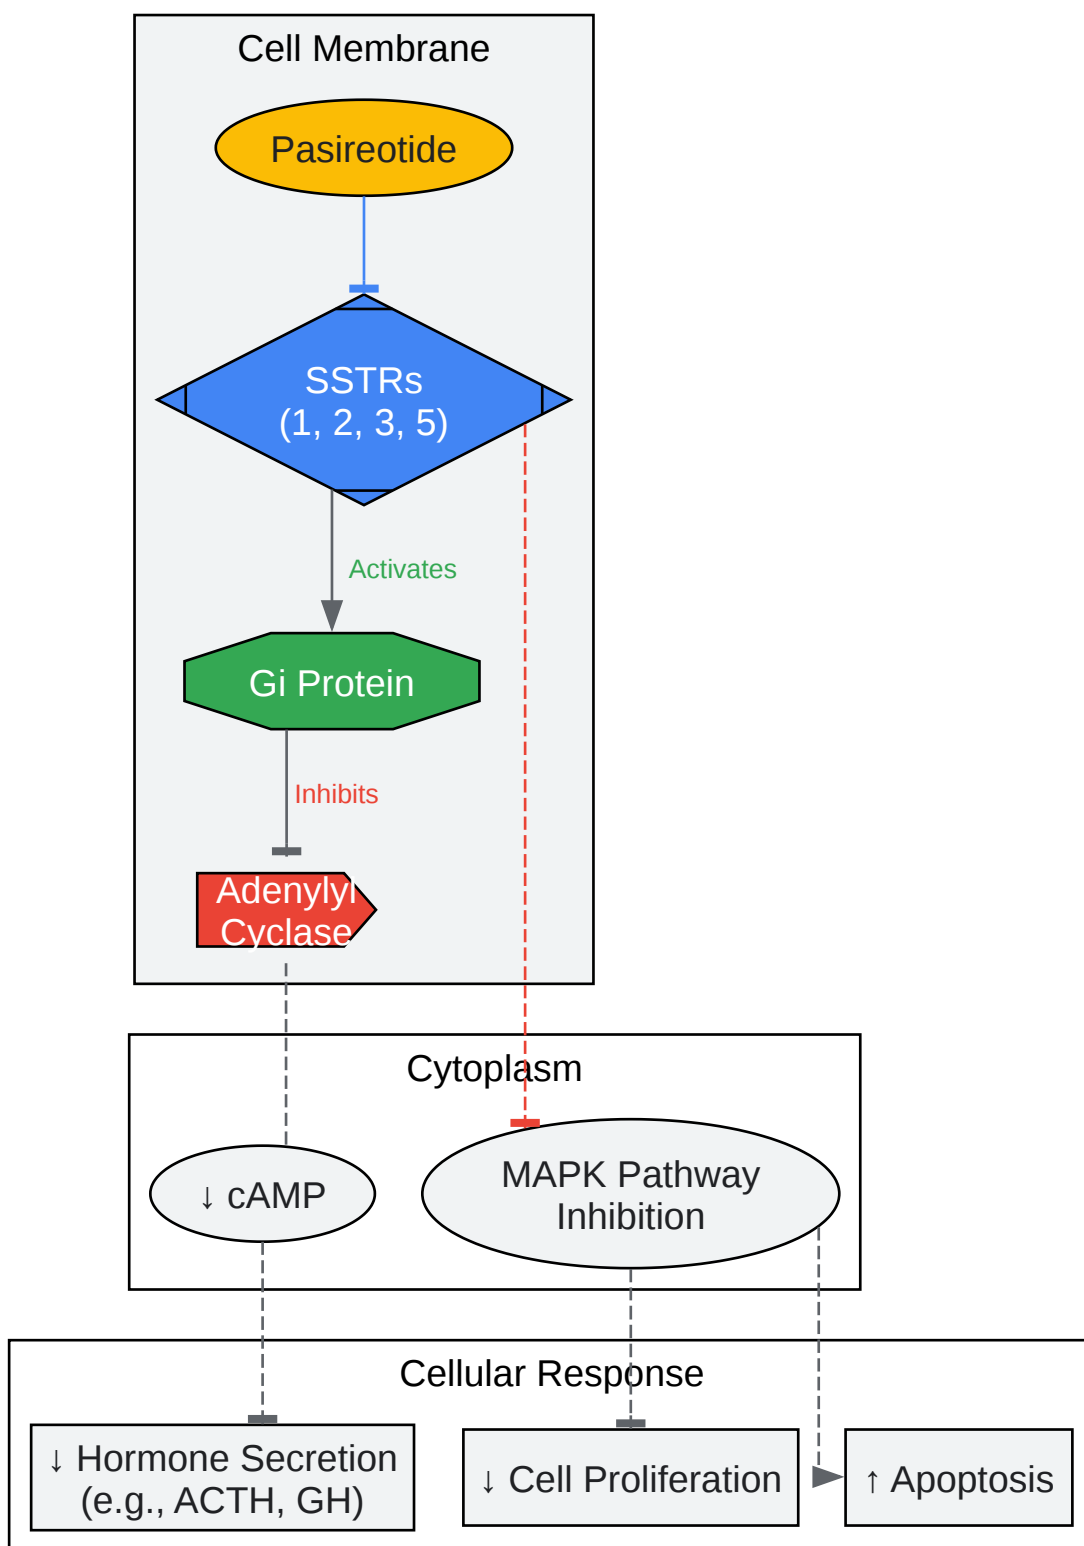 Cell Membrane
Pasireotide
SSTRs
(1, 2, 3, 5)
Activates
Gi Protein
Inhibits
Adenylyl
Cyclase
Cytoplasm
↓ cAMP
MAPK Pathway
Inhibition
Cellular Response
↓ Hormone Secretion
(e.g., ACTH, GH)
↓ Cell Proliferation
↑ Apoptosis